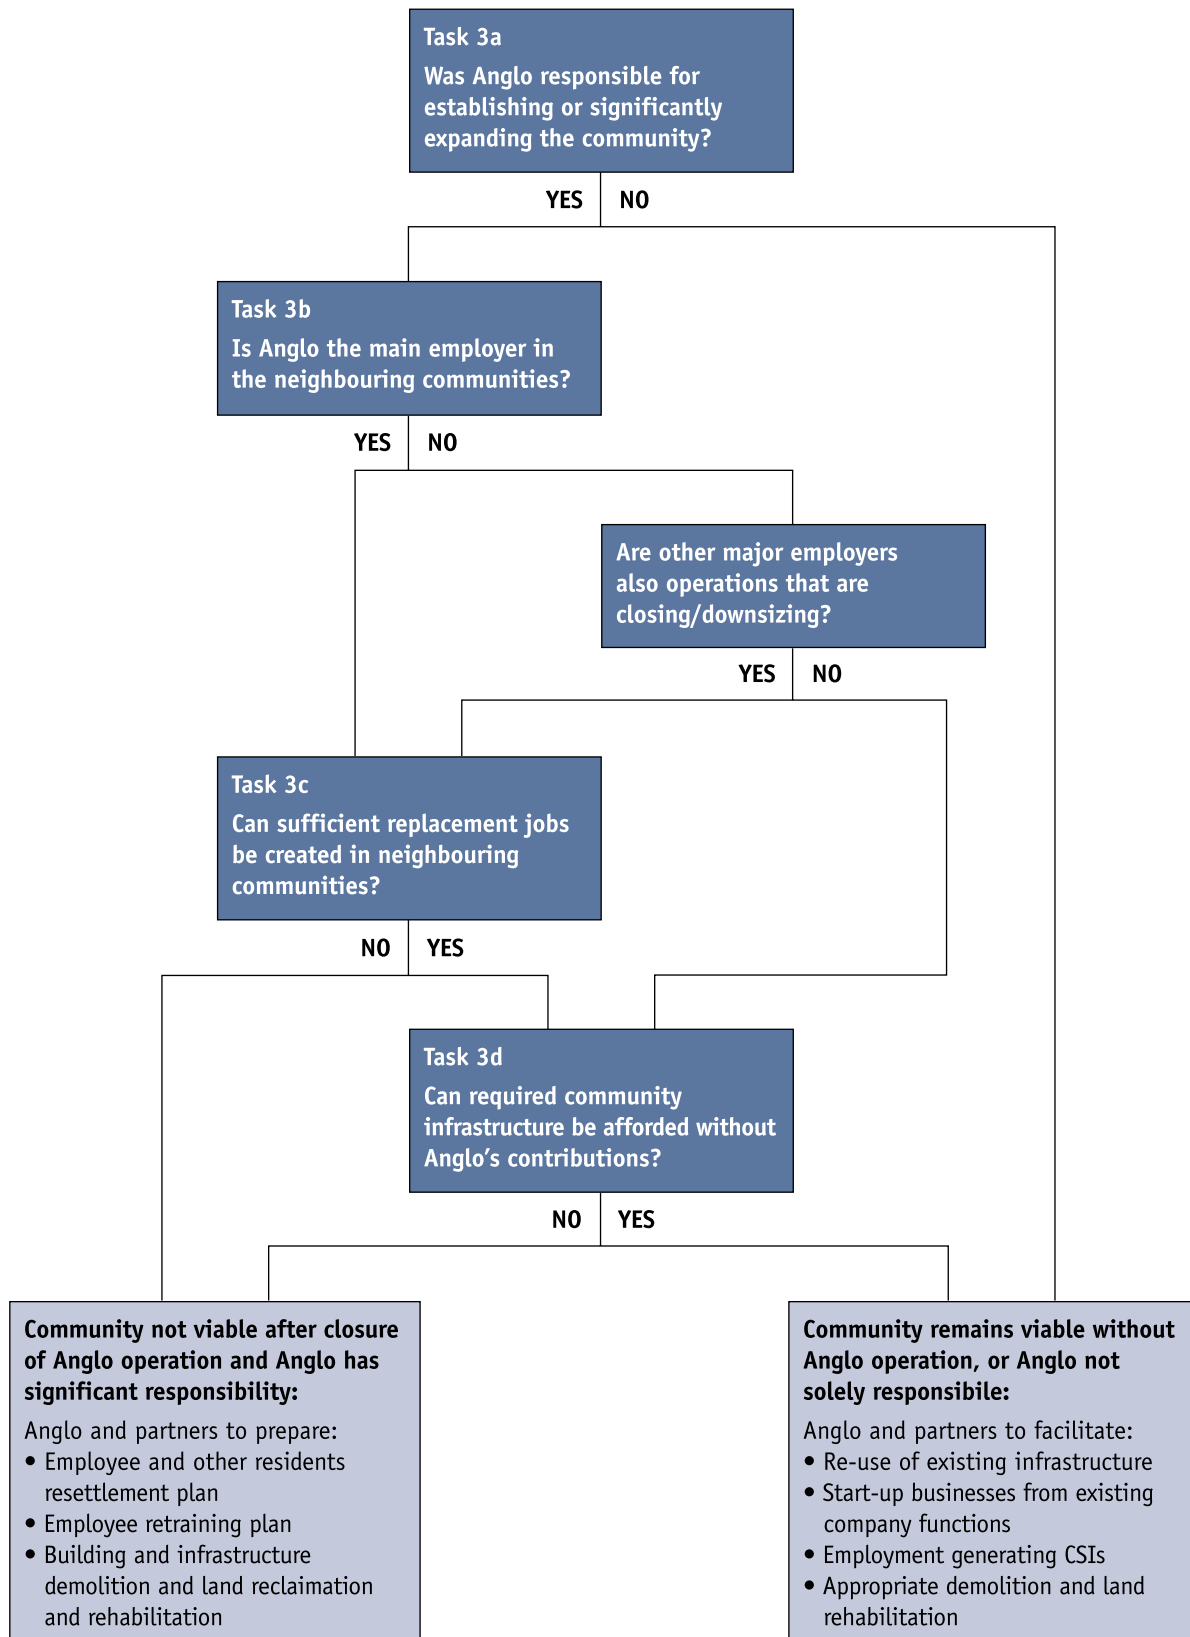 Task 3a
Was Anglo responsible for
establishing or significantly
expanding the community?
YES NO
Task 3b
Is Anglo the main employer in
the neighbouring communities?
YES NO
Are other major employers
also operations that are
closing/downsizing?
YES NO
Task 3c
Can sufficient replacement jobs
be created in neighbouring
communities?
NO YES
Task 3d
Can required community
infrastructure be afforded without
Anglo’s contributions?
NO YES
Community not viable after closure
of Anglo operation and Anglo has
significant responsibility:
Anglo and partners to prepare:
• Employee and other residents
resettlement plan
• Employee retraining plan
• Building and infrastructure
demolition and land reclaimation
and rehabilitation
Community remains viable without
Anglo operation, or Anglo not
solely responsibile:
Anglo and partners to facilitate:
• Re-use of existing infrastructure
• Start-up businesses from existing
company functions
• Employment generating CSIs
• Appropriate demolition and land
rehabilitation